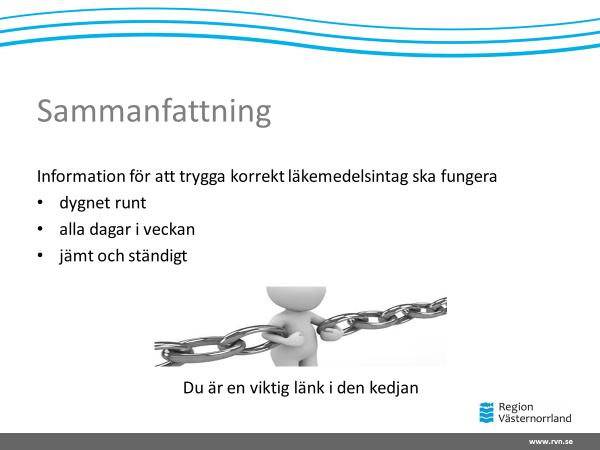 Sammanfattning
Information för att trygga korrekt läkemedelsintag ska fungera
• dygnet runt
• alla dagar i veckan
• jämt och ständigt
Du är en viktig länk i den kedjan
Region
Västernorrland
www.rvn.se